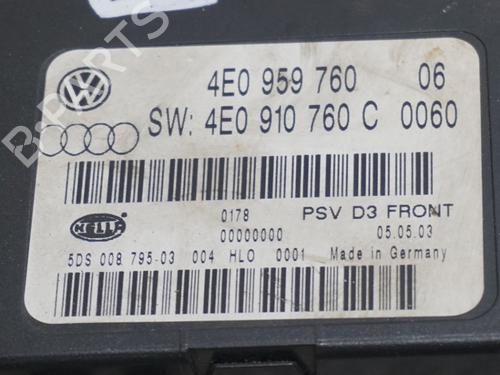 4E0 959 760 06
SW: 4E0 910 760 C 0060
0178 PSV D3 FRONT
HELLA 00000000 05.05.03
5DS 008 795-03 004 HLO 0001 Made in Germany
B-PARTS